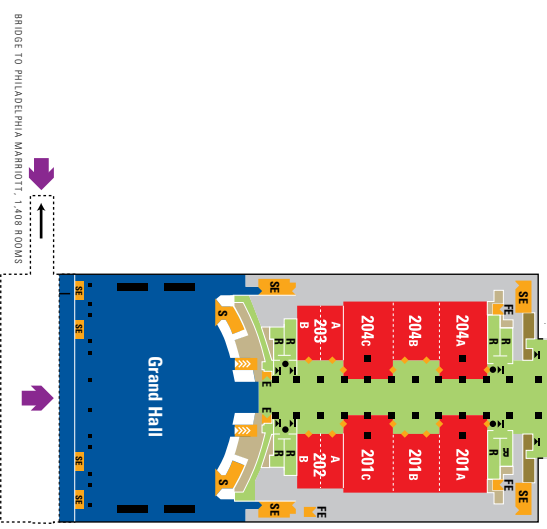 BRIDGE TO PHILADELPHIA MARRIOTT, 1,408 ROOMS
SE
SE
SE
SE
Grand Hall
S
S
SE
SE
FE
E
E
R
R
R
R
203
A
B
204C
204B
204A
202
A
B
201C
201B
201A
FE
SE
R
R
R
R
FE
SE